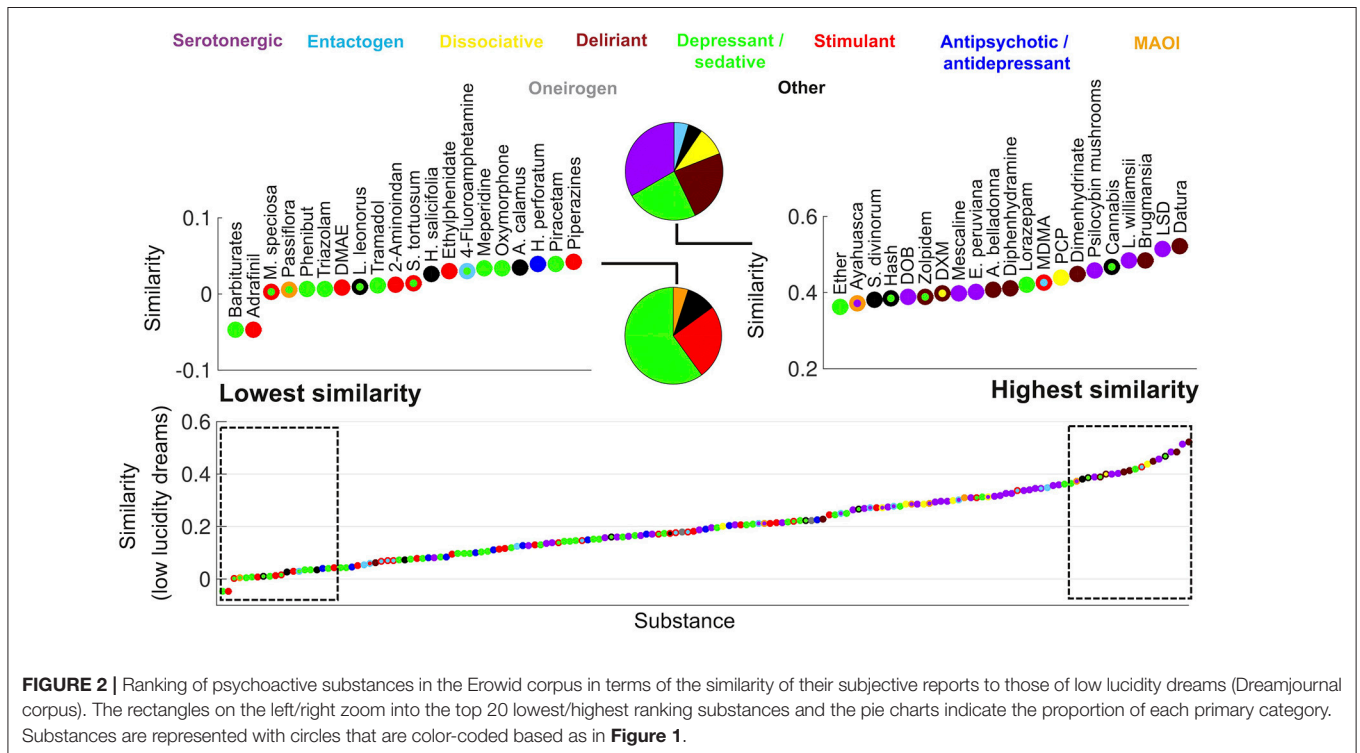 Serotonergic Entactogen Dissociative Deliriant Depressant / Stimulant Antipsychotic / MAOI
sedative antidepressant
Oneirogen Other
Similarity
0.1
0
-0.1
Barbiturates
Adrafinil
M. speciosa
Passiflora
Phenibut
Triazolam
DMAE
L. leonorus
Tramadol
2-Aminoindan
S. tortuosum
H. salicifolia
Ethylphenidate
4-Fluoroamphetamine
Meperidine
Oxymorphone
A. calamus
H. perforatum
Piracetam
Piperazines
Lowest similarity
Similarity
0.6
0.4
0.2
Ether
Ayahuasca
S. divinorum
Hash
DOB
Zolpidem
DXM
Mescaline
E. peruviana
A. belladonna
Diphenhydramine
Lorazepam
MDMA
PCP
Dimenhydrinate
Psilocybin mushrooms
Cannabis
L. williamsii
Brugmansia
LSD
Datura
Highest similarity
Similarity
(low lucidity dreams)
0.6
0.4
0.2
0
Substance
FIGURE 2 | Ranking of psychoactive substances in the Erowid corpus in terms of the similarity of their subjective reports to those of low lucidity dreams (Dreamjournal
corpus). The rectangles on the left/right zoom into the top 20 lowest/highest ranking substances and the pie charts indicate the proportion of each primary category.
Substances are represented with circles that are color-coded based as in Figure 1.